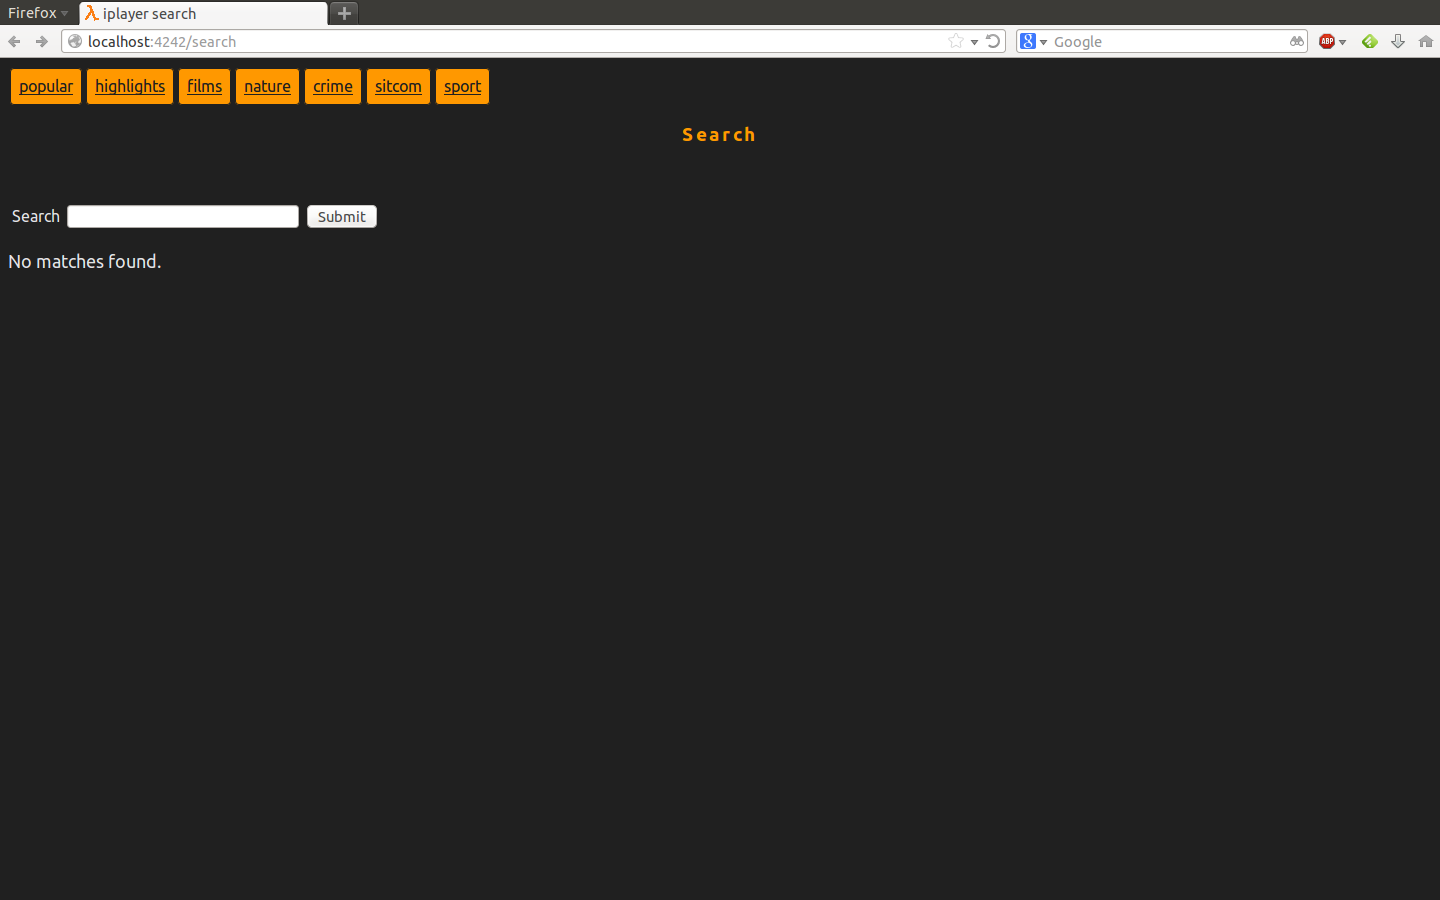 Firefox iplayer search
localhost:4242/search Google ABP
popular highlights films nature crime sitcom sport
Search
Search Submit
No matches found.